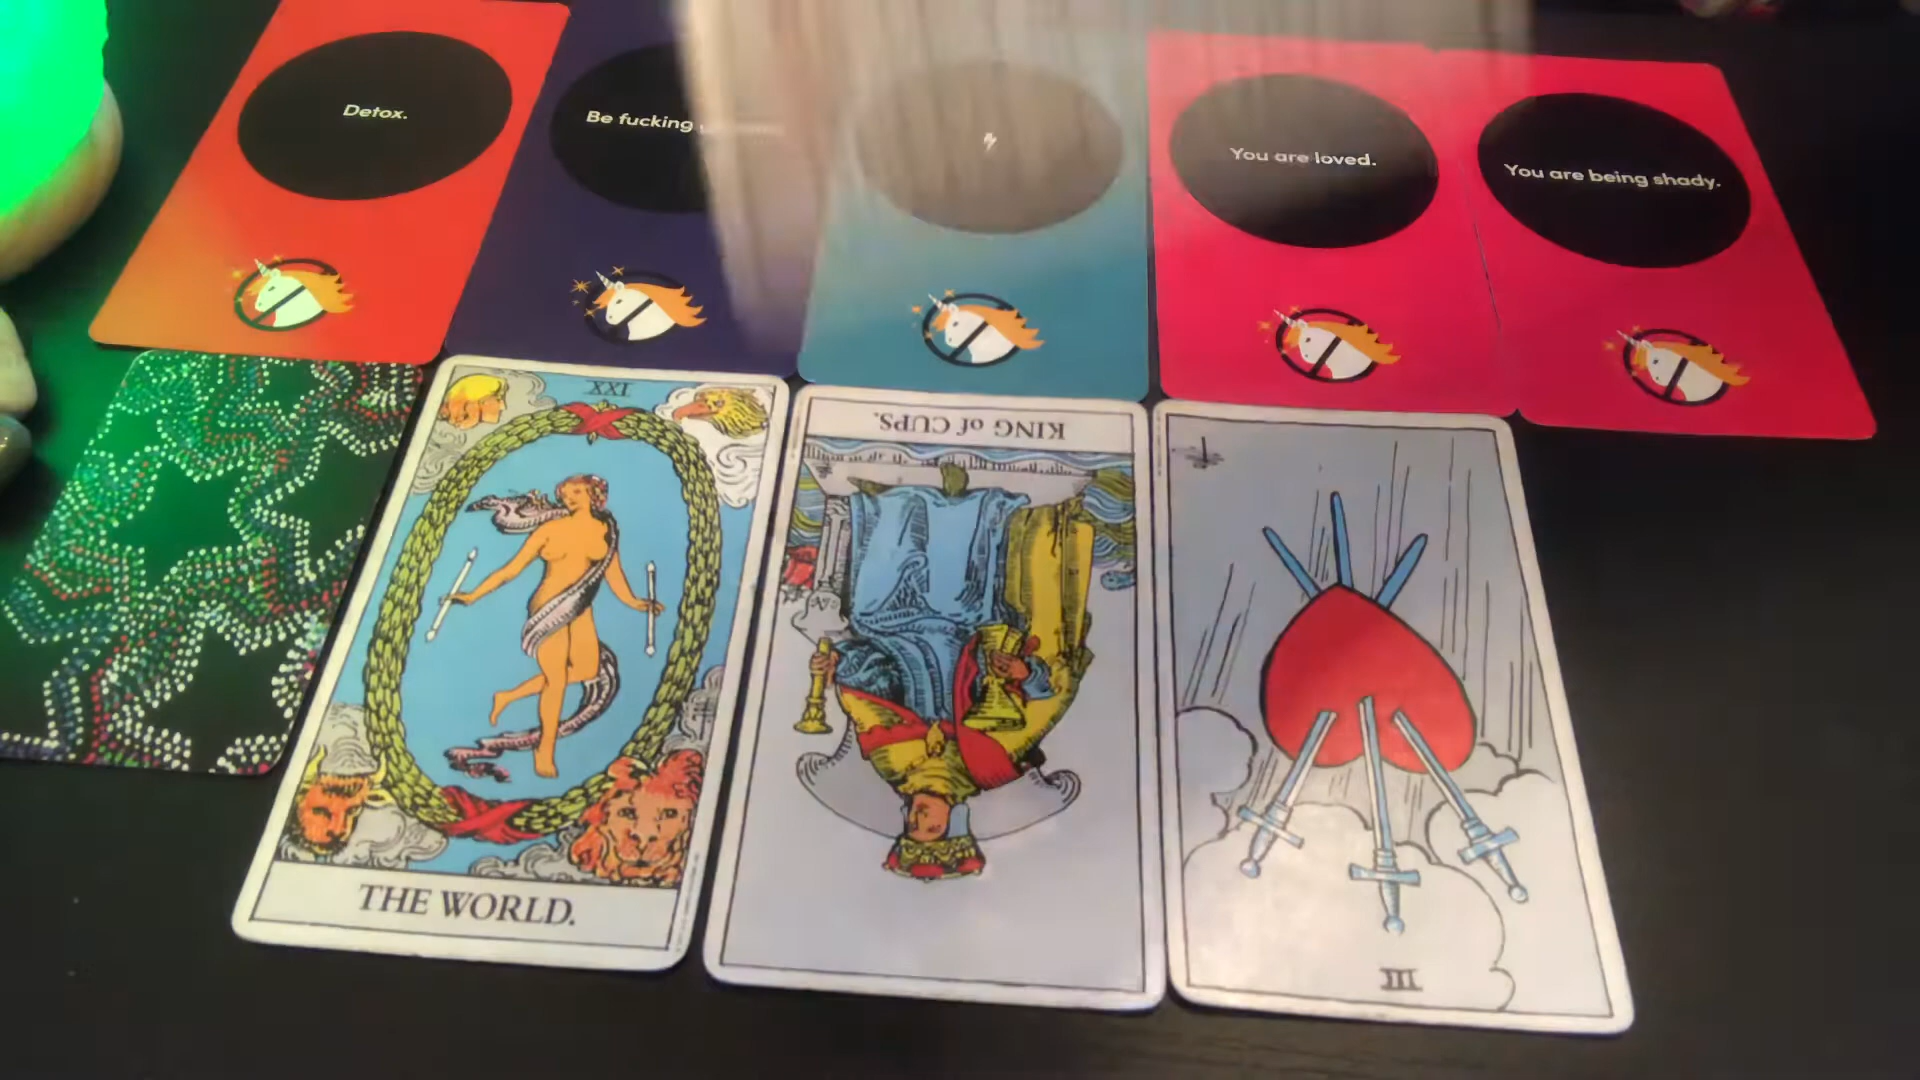 Detox.
Be fucking
You are loved.
You are being shady.
XXI
THE WORLD.
KING of CUPS.
III